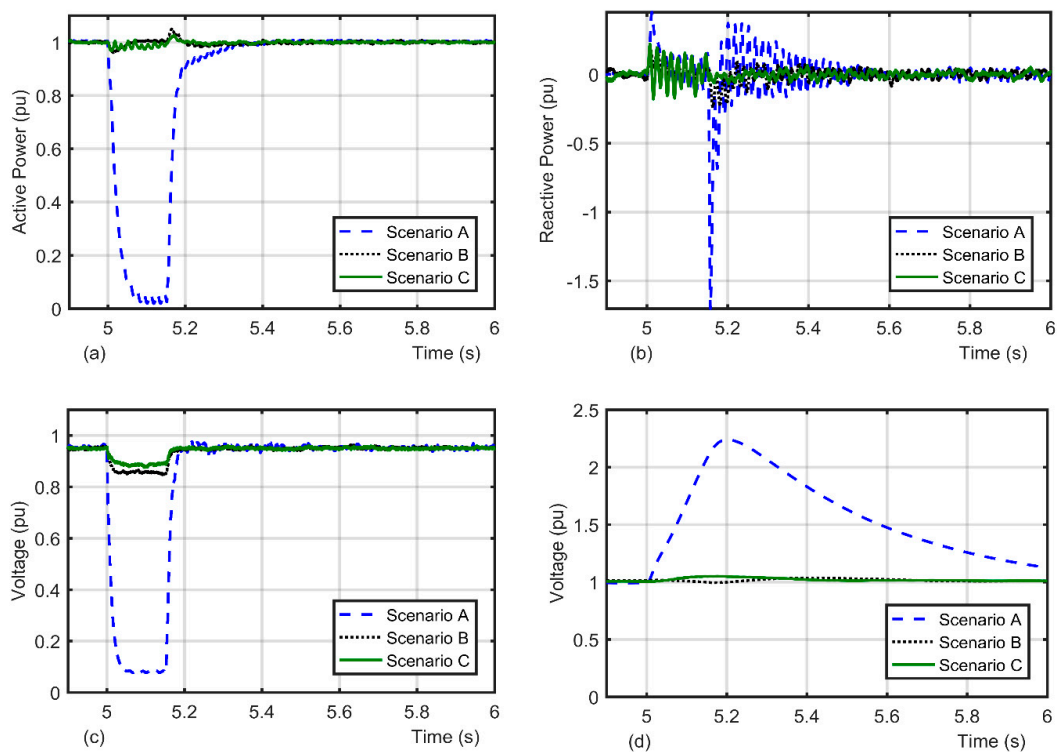 1
0.8
0.6
0.4
0.2
0
Active Power (pu)
5 5.2 5.4 5.6 5.8 6
Time (s)
(a)
Scenario A
Scenario B
Scenario C
0
-0.5
-1
-1.5
Reactive Power (pu)
5 5.2 5.4 5.6 5.8 6
Time (s)
(b)
Scenario A
Scenario B
Scenario C
1
0.8
0.6
0.4
0.2
0
Voltage (pu)
5 5.2 5.4 5.6 5.8 6
Time (s)
(c)
Scenario A
Scenario B
Scenario C
2.5
2
1.5
1
0.5
0
Voltage (pu)
5 5.2 5.4 5.6 5.8 6
Time (s)
(d)
Scenario A
Scenario B
Scenario C